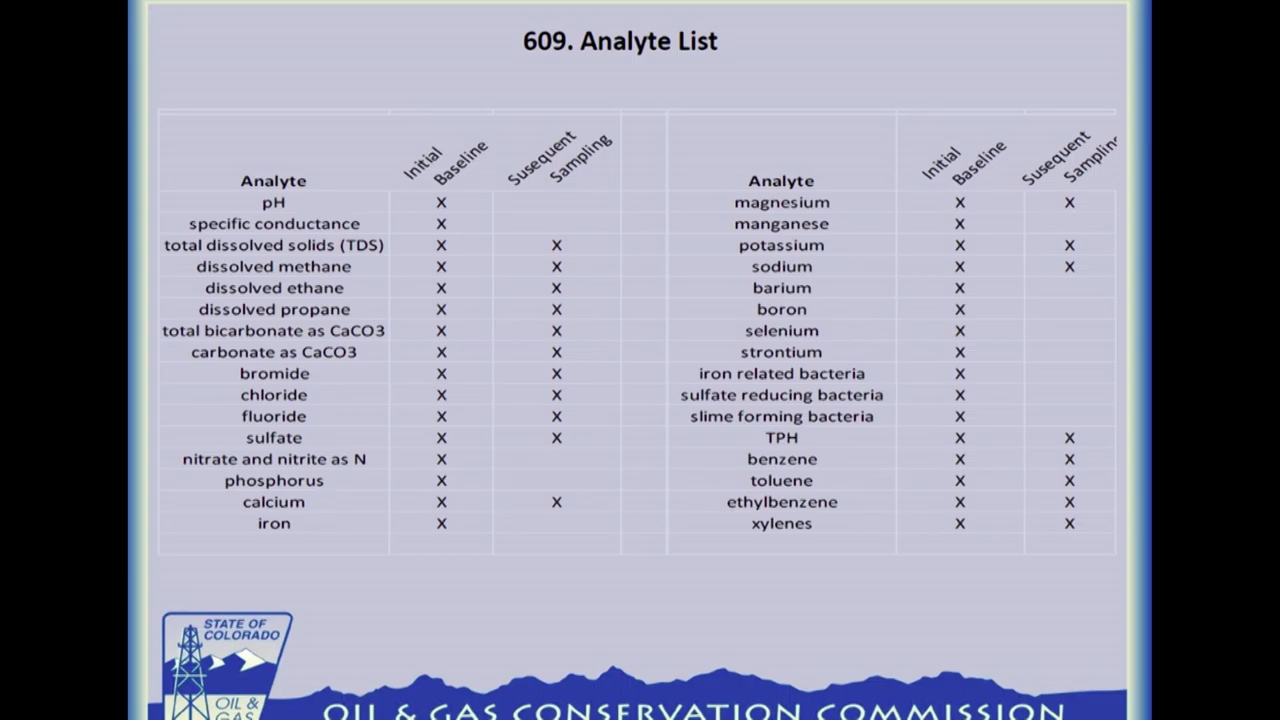 609. Analyte List
Analyte Initial Baseline Susequent Sampling Analyte Initial Baseline Susequent Sampling
pH X magnesium X X
specific conductance X manganese X
total dissolved solids (TDS) X X potassium X X
dissolved methane X X sodium X X
dissolved ethane X X barium X
dissolved propane X X boron X
total bicarbonate as CaCO3 X X selenium X
carbonate as CaCO3 X X strontium X
bromide X X iron related bacteria X
chloride X X sulfate reducing bacteria X
fluoride X X slime forming bacteria X
sulfate X X TPH X X
nitrate and nitrite as N X benzene X X
phosphorus X toluene X X
calcium X X ethylbenzene X X
iron X xylenes X X
STATE OF
COLORADO
OIL &
GAS
OIL & GAS CONSERVATION COMMISSION